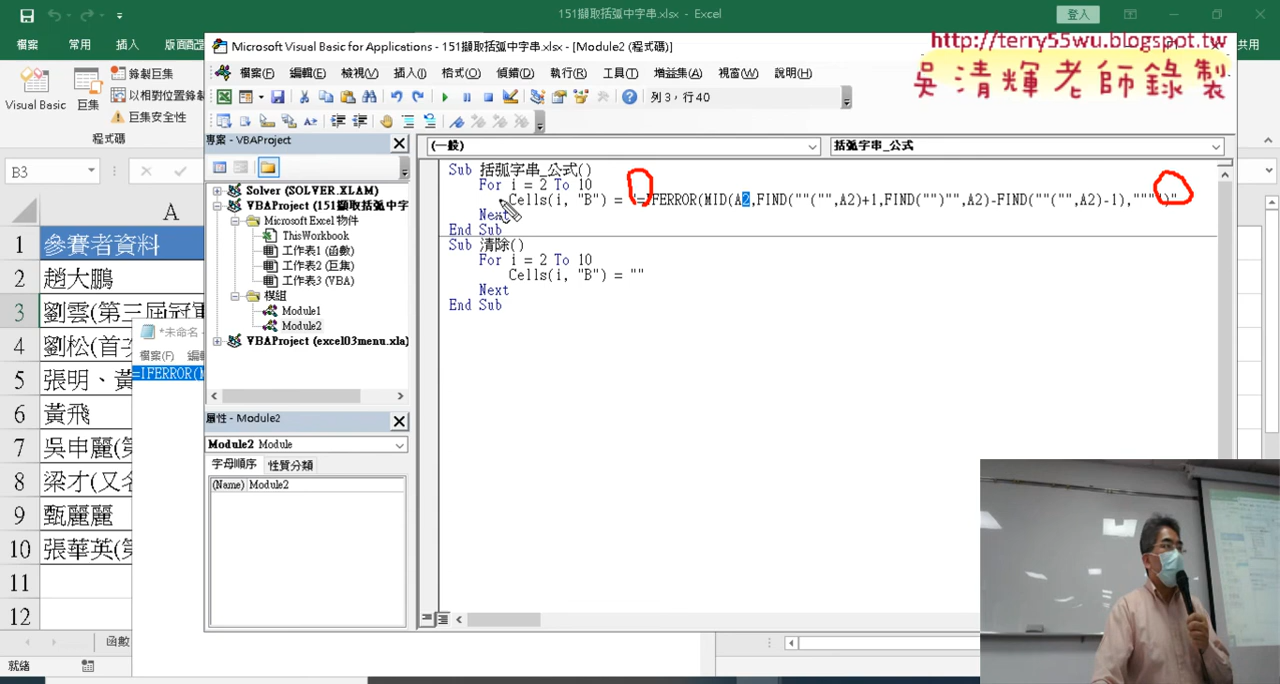 151擷取括弧中字串.xlsx - Excel
登入
檔案 常用 插入 版面配置
共用
Visual Basic 巨集
錄製巨集
以相對位置錄製
巨集安全性
程式碼
B3
A
1 參賽者資料
2 趙大鵬
3 劉雲(第三屆冠軍
4 劉松(首次
5 張明、黃
6 黃飛
7 吳申麗(第
8 梁才(又名
9 甄麗麗
10 張華英(第
11
12
函數
就緒
*未命名 -
檔案(F) 編輯
=IFERROR(M
Microsoft Visual Basic for Applications - 151擷取括弧中字串.xlsx - [Module2 (程式碼)]
檔案(F) 編輯(E) 檢視(V) 插入(I) 格式(O) 偵錯(D) 執行(R) 工具(T) 增益集(A) 視窗(W) 說明(H)
列 3，行 40
專案 - VBAProject
Solver (SOLVER.XLAM)
VBAProject (151擷取括弧中字
Microsoft Excel 物件
ThisWorkbook
工作表1 (函數)
工作表2 (巨集)
工作表3 (VBA)
模組
Module1
Module2
VBAProject (excel03menu.xla)
屬性 - Module2
Module2 Module
字母順序 性質分類
(Name) Module2
(一般)
括弧字串_公式
Sub 括弧字串_公式()
For i = 2 To 10
Cells(i, "B") = "=IFERROR(MID(A2,FIND(""("",A2)+1,FIND("")"",A2)-FIND(""("",A2)-1),"""")"
Next
End Sub
Sub 清除()
For i = 2 To 10
Cells(i, "B") = ""
Next
End Sub
http://terry55wu.blogspot.tw
吳清輝老師錄製